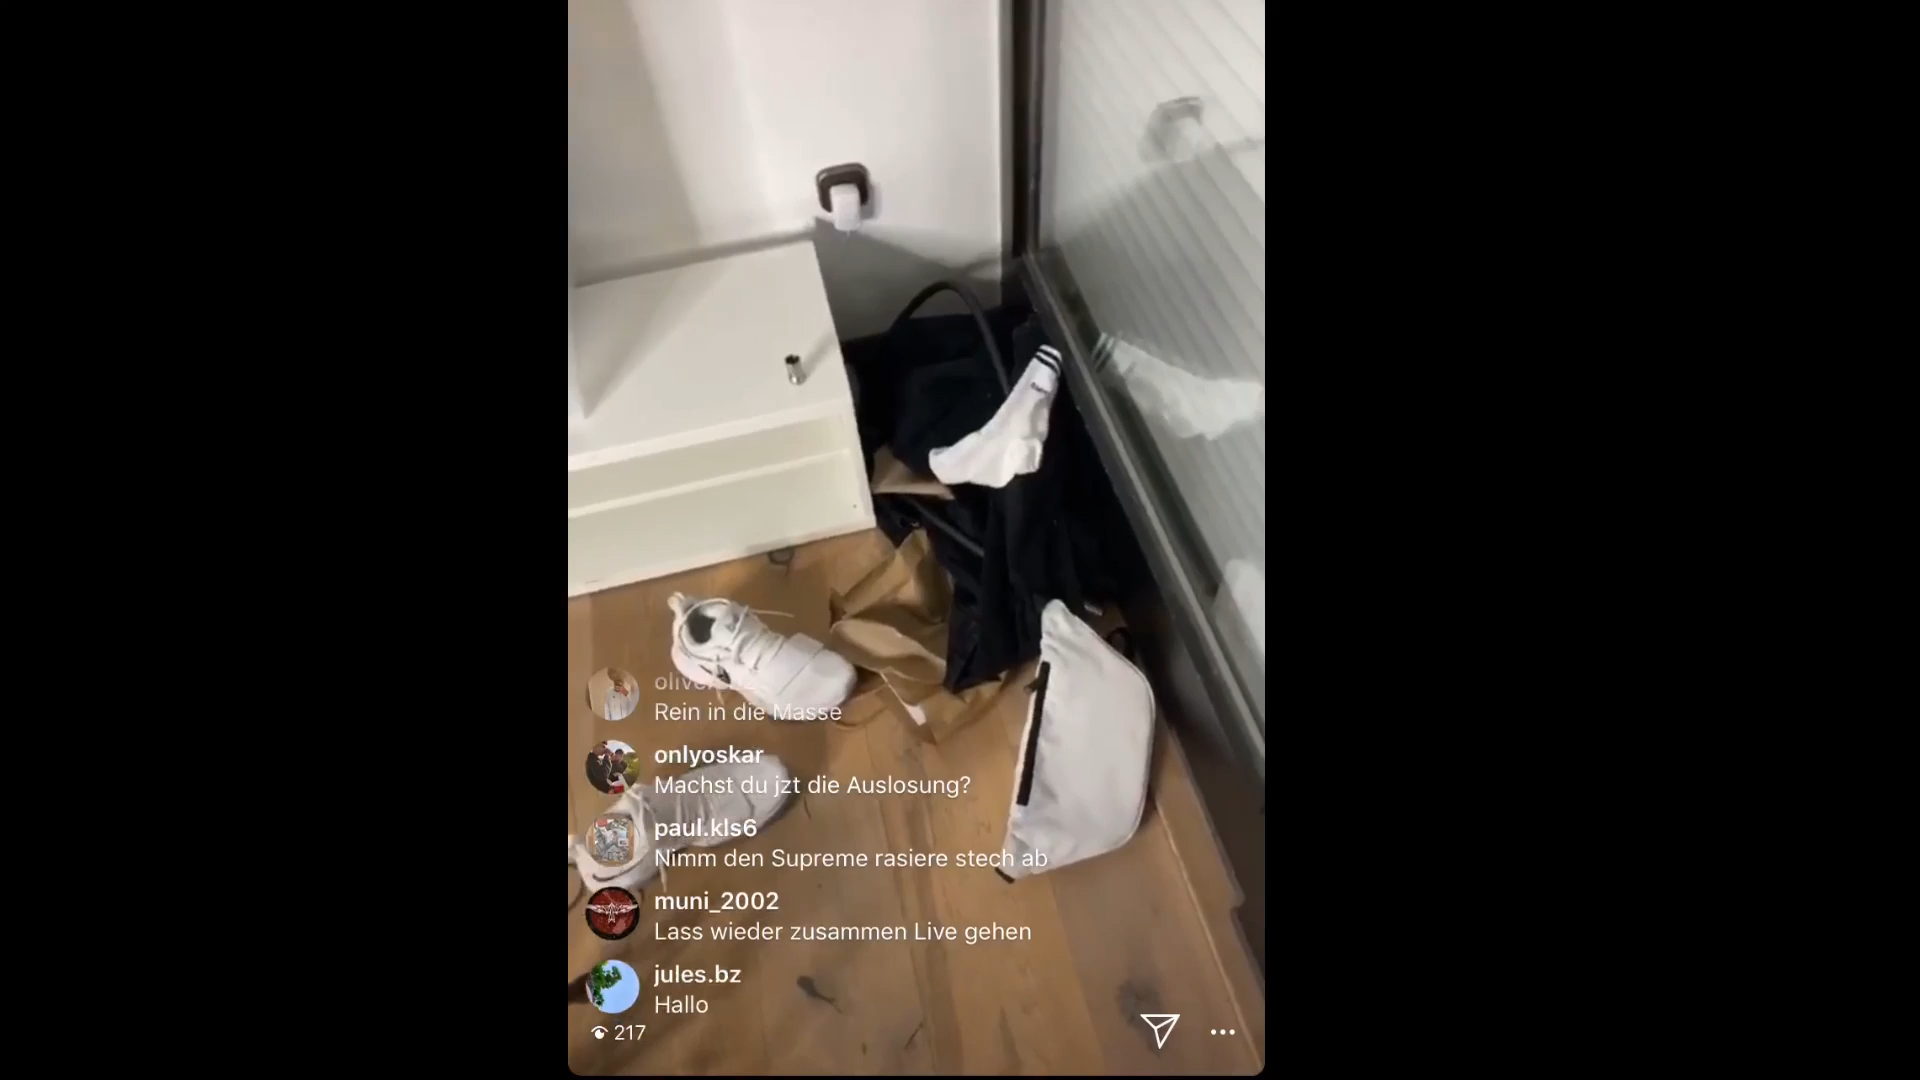 Rein in die Masse
onlyoskar
Machst du jzt die Auslosung?
paul.kls6
Nimm den Supreme rasiere stech ab
muni_2002
Lass wieder zusammen Live gehen
jules.bz
Hallo
217